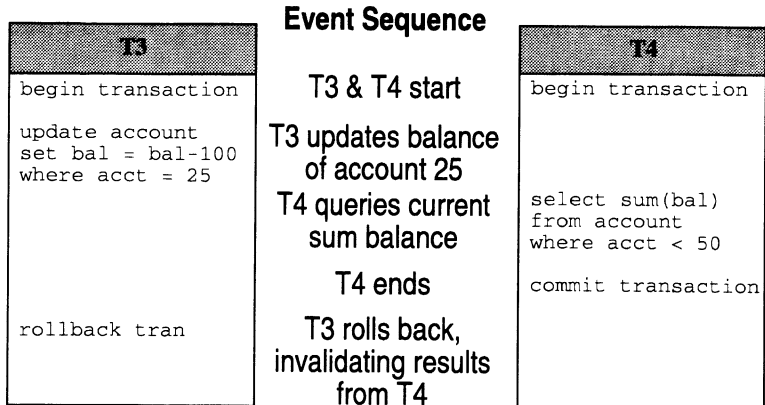 Event Sequence
T3
T4
begin transaction
T3 & T4 start
begin transaction
update account
set bal = bal-100
where acct = 25
T3 updates balance
of account 25
T4 queries current
sum balance
select sum(bal)
from account
where acct < 50
T4 ends
commit transaction
rollback tran
T3 rolls back,
invalidating results
from T4